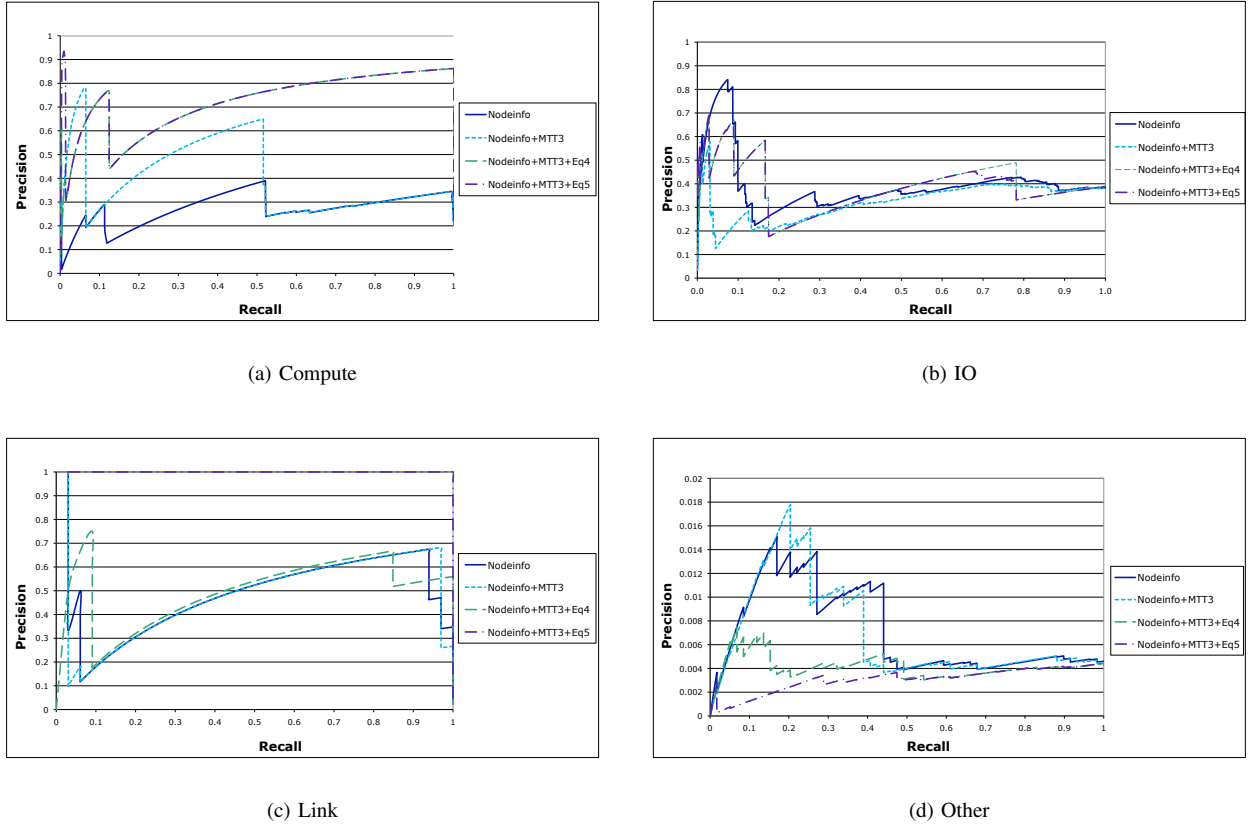 1
0.9
0.8
0.7
0.6
0.5
0.4
0.3
0.2
0.1
0
Precision
0 0.1 0.2 0.3 0.4 0.5 0.6 0.7 0.8 0.9 1
Recall
Nodeinfo
Nodeinfo+MTT3
Nodeinfo+MTT3+Eq4
Nodeinfo+MTT3+Eq5
(a) Compute
1
0.9
0.8
0.7
0.6
0.5
0.4
0.3
0.2
0.1
0
Precision
0.0 0.1 0.2 0.3 0.4 0.5 0.6 0.7 0.8 0.9 1.0
Recall
Nodeinfo
Nodeinfo+MTT3
Nodeinfo+MTT3+Eq4
Nodeinfo+MTT3+Eq5
(b) IO
1
0.9
0.8
0.7
0.6
0.5
0.4
0.3
0.2
0.1
0
Precision
0 0.1 0.2 0.3 0.4 0.5 0.6 0.7 0.8 0.9 1
Recall
Nodeinfo
Nodeinfo+MTT3
Nodeinfo+MTT3+Eq4
Nodeinfo+MTT3+Eq5
(c) Link
0.02
0.018
0.016
0.014
0.012
0.01
0.008
0.006
0.004
0.002
0
Precision
0 0.1 0.2 0.3 0.4 0.5 0.6 0.7 0.8 0.9 1
Recall
Nodeinfo
Nodeinfo+MTT3
Nodeinfo+MTT3+Eq4
Nodeinfo+MTT3+Eq5
(d) Other